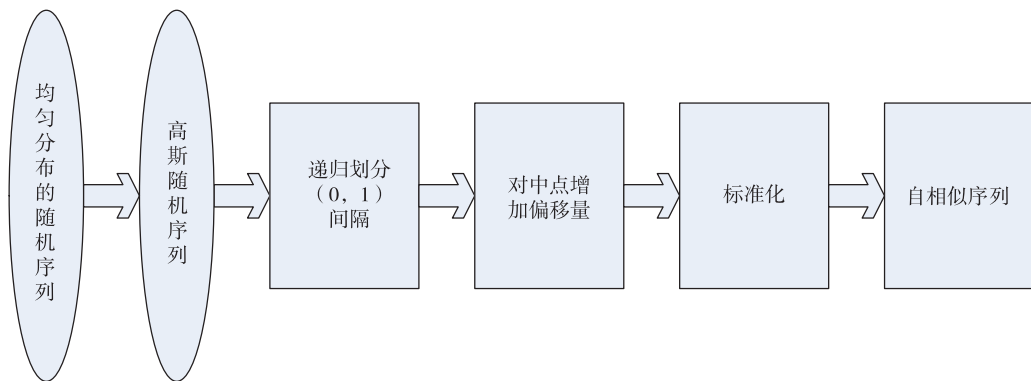 均匀分布的随机序列
高斯随机序列
递归划分
（0，1）
间隔
对中点增
加偏移量
标准化
自相似序列